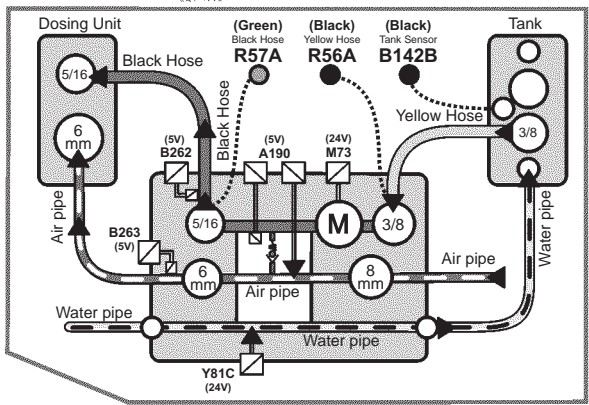 Dosing Unit
(Green)
Black Hose
R57A
(Black)
Yellow Hose
R56A
(Black)
Tank Sensor
B142B
Tank
5/16
Black Hose
Yellow Hose
3/8
6
mm
Black Hose
(5V)
B262
(5V)
A190
(24V)
M73
Air pipe
5/16
M
3/8
B263
(5V)
6
mm
Air pipe
8
mm
Air pipe
Water pipe
Water pipe
Water pipe
Y81C
(24V)